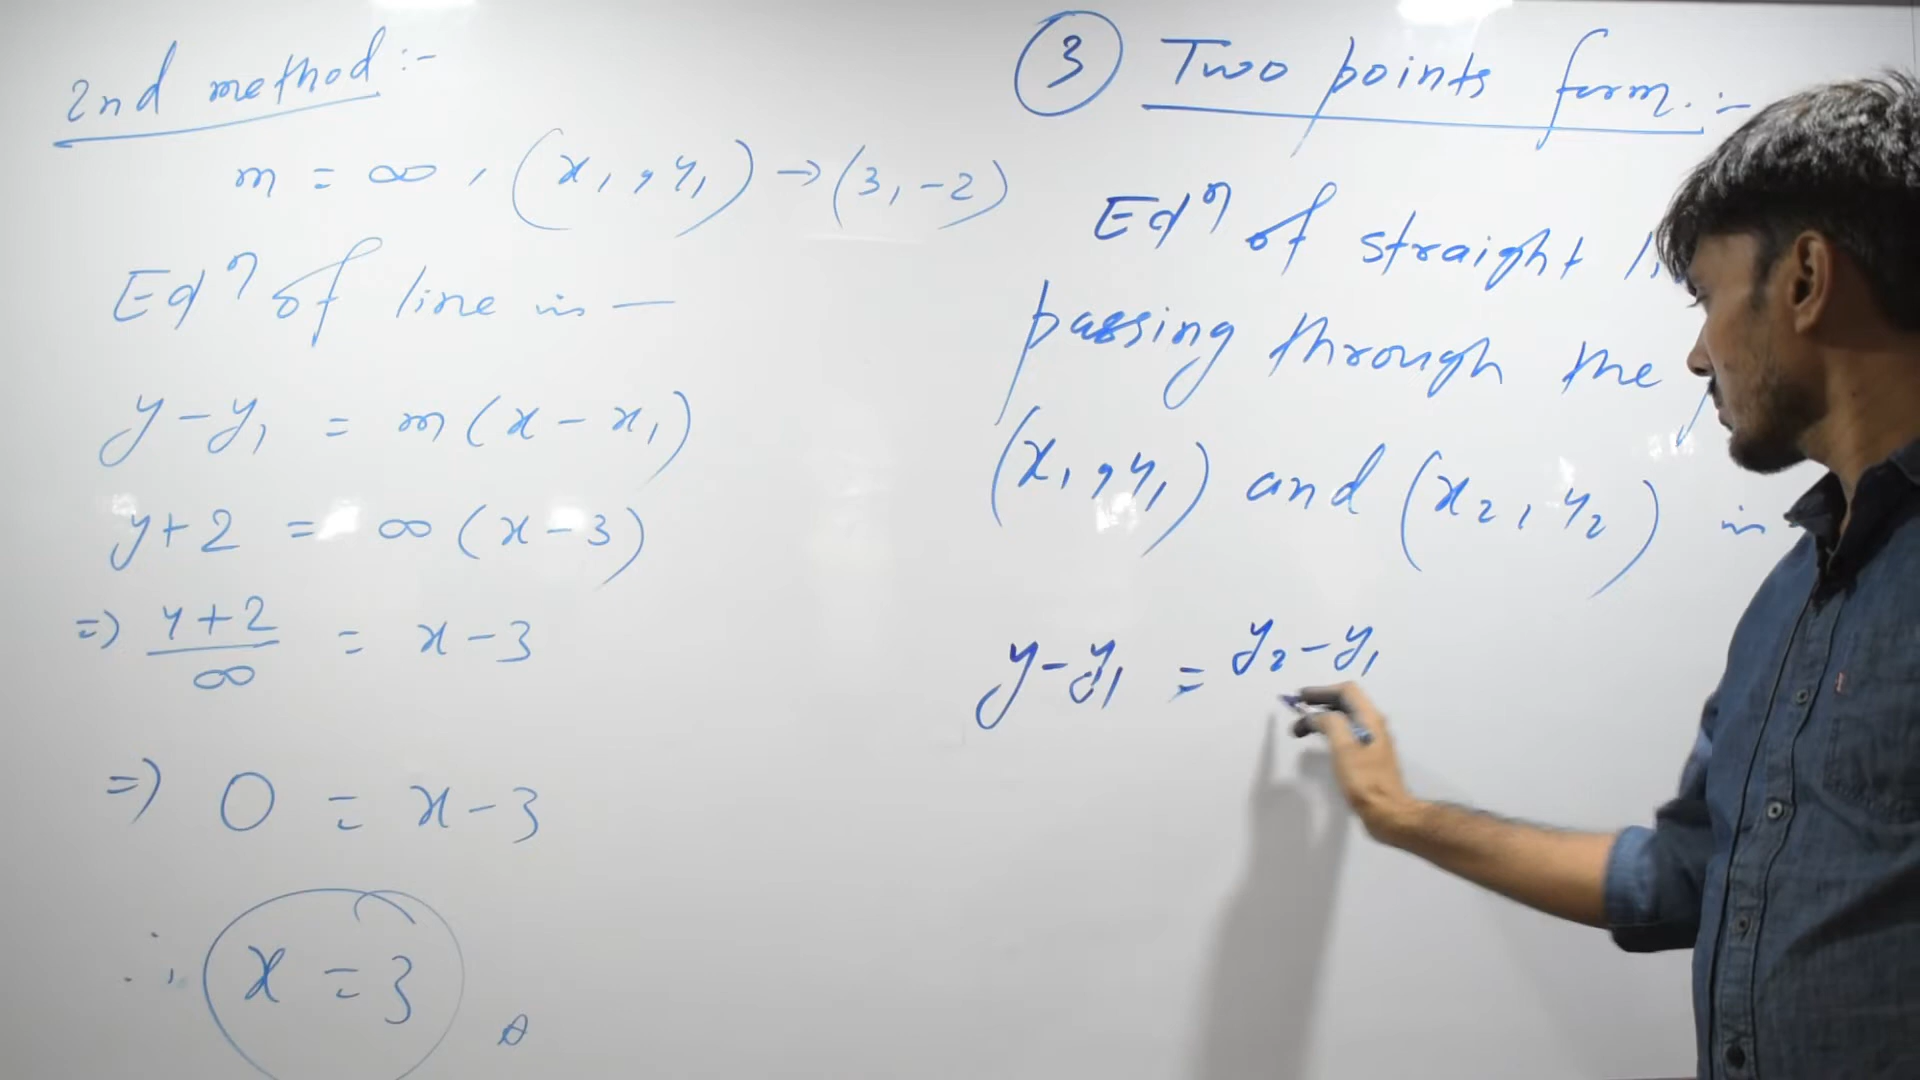 2nd method :-
m = ∞ , (x₁ , y₁) → (3, -2)
Eqⁿ of line is —
y - y₁ = m (x - x₁)
y + 2 = ∞ (x - 3)
=) y + 2 / ∞ = x - 3
=) 0 = x - 3
∴ x = 3
③ Two points form. :-
Eqⁿ of straight
passing through the
(x₁ , y₁) and (x₂ , y₂) is
y - y₁ = y₂ - y₁